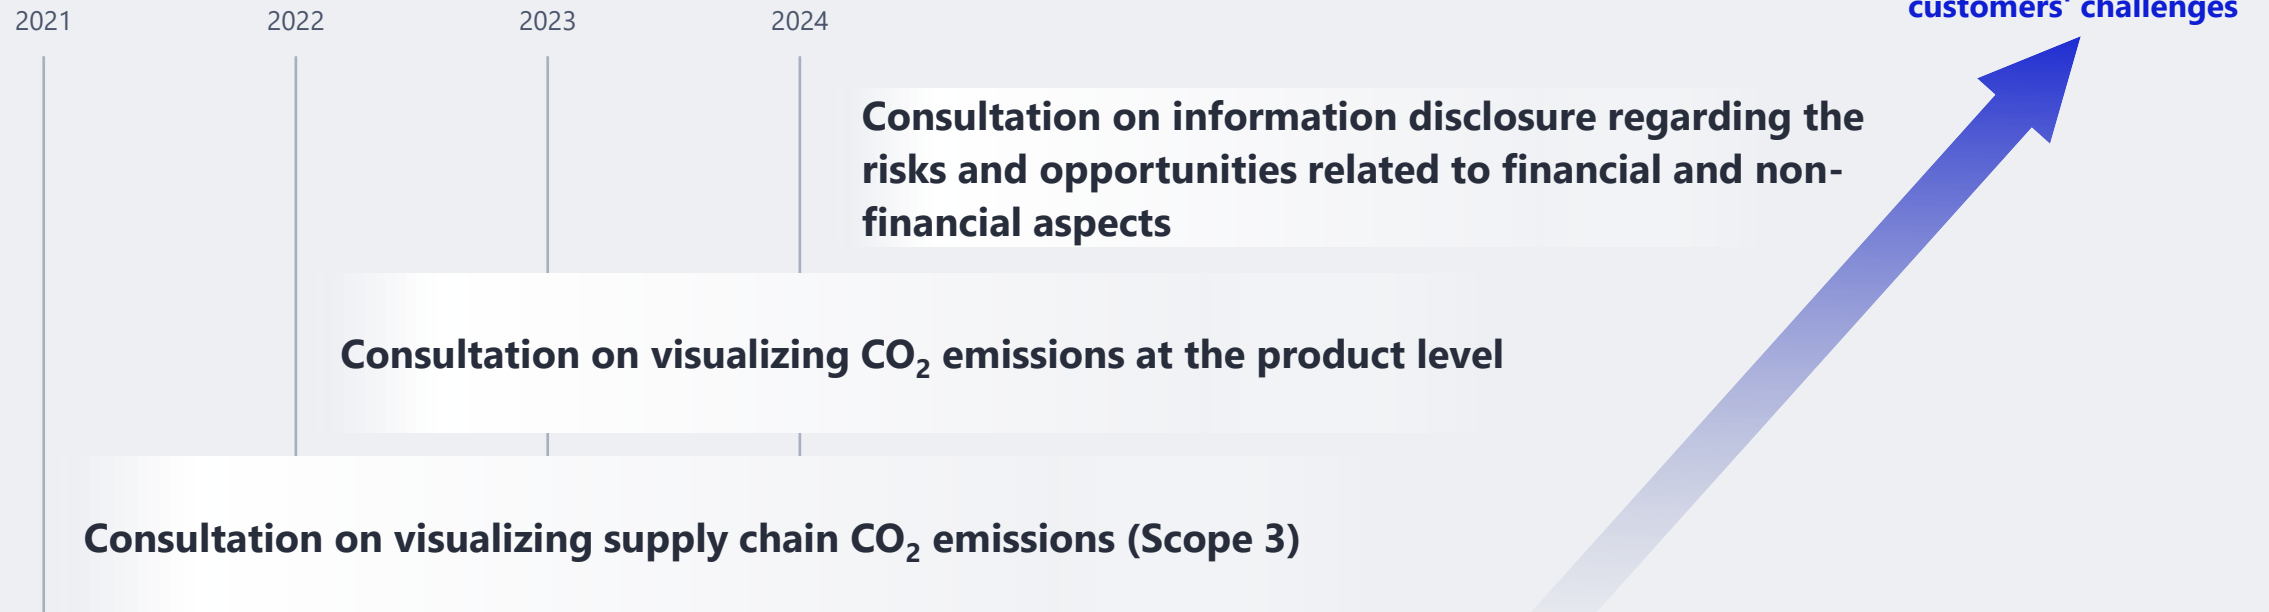 2021
2022
2023
2024
customers' challenges
Consultation on information disclosure regarding the
risks and opportunities related to financial and non-
financial aspects
Consultation on visualizing CO₂ emissions at the product level
Consultation on visualizing supply chain CO₂ emissions (Scope 3)